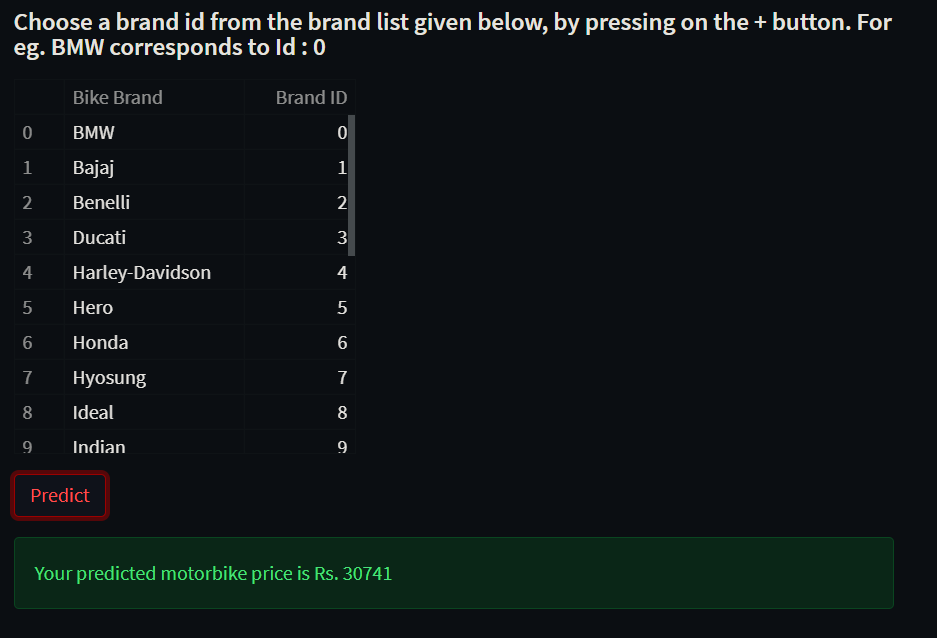 Choose a brand id from the brand list given below, by pressing on the + button. For
eg. BMW corresponds to Id : 0
Bike Brand Brand ID
0 BMW 0
1 Bajaj 1
2 Benelli 2
3 Ducati 3
4 Harley-Davidson 4
5 Hero 5
6 Honda 6
7 Hyosung 7
8 Ideal 8
9 Indian 9
Predict
Your predicted motorbike price is Rs. 30741